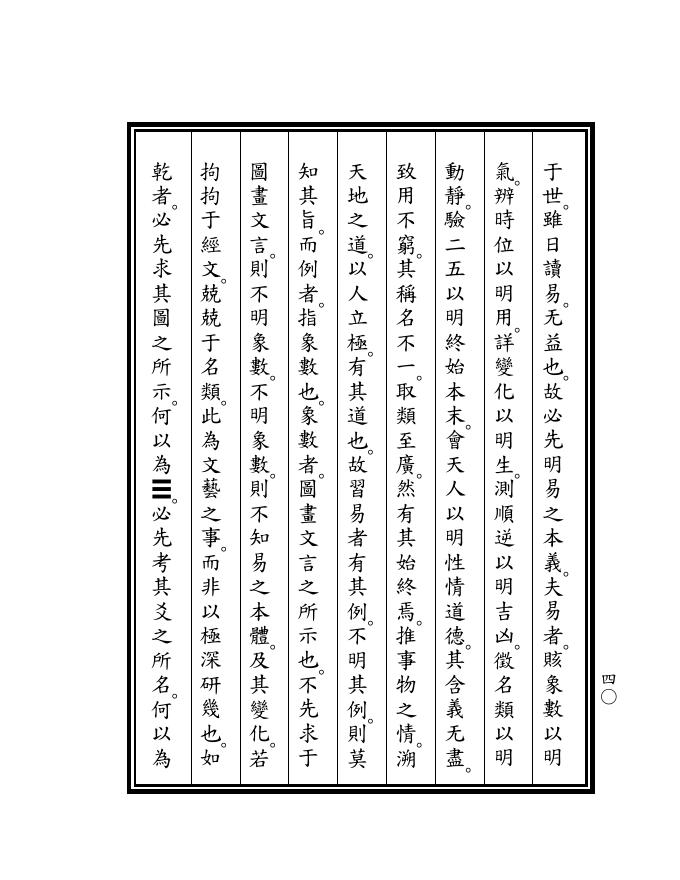 于世。雖日讀易。无益也。故必先明易之本義。夫易者。賅象數以明
氣。辨時位以明用。詳變化以明生。測順逆以明吉凶。徵名類以明
動靜。驗二五以明終始本末。會天人以明性情道德。其含義无盡。
致用不窮。其稱名不一。取類至廣。然有其始終焉。推事物之情。溯
天地之道。以人立極。有其道也。故習易者有其例。不明其例。則莫
知其旨。而例者。指象數也。象數者。圖畫文言之所示也。不先求于
圖畫文言。則不明象數。不明象數。則不知易之本體。及其變化。若
拘拘于經文。兢兢于名類。此為文藝之事。而非以極深研幾也。如
乾者。必先求其圖之所示。何以為☰。必先考其爻之所名。何以為
四〇